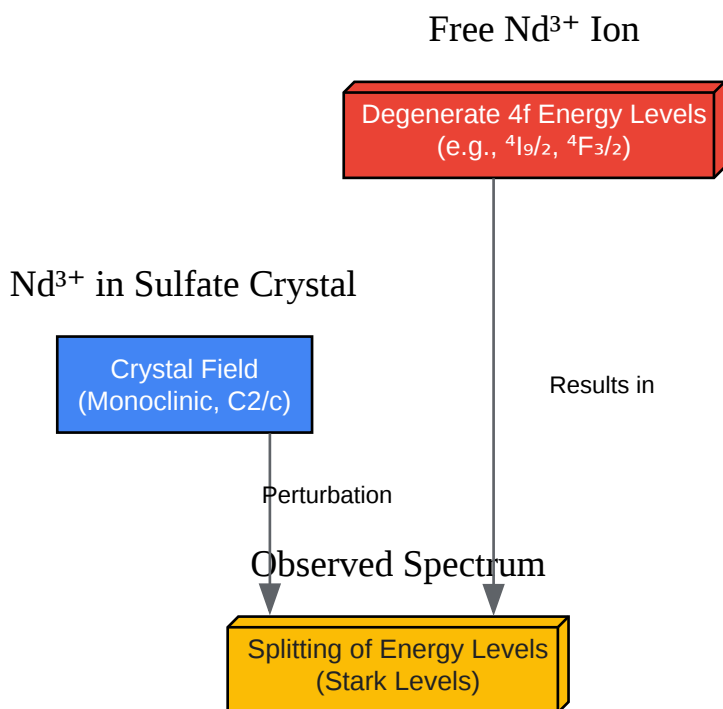 Free Nd³⁺ Ion
Degenerate 4f Energy Levels
(e.g., ⁴I₉/₂, ⁴F₃/₂)
Nd³⁺ in Sulfate Crystal
Crystal Field
(Monoclinic, C2/c)
Results in
Perturbation
Observed Spectrum
Splitting of Energy Levels
(Stark Levels)